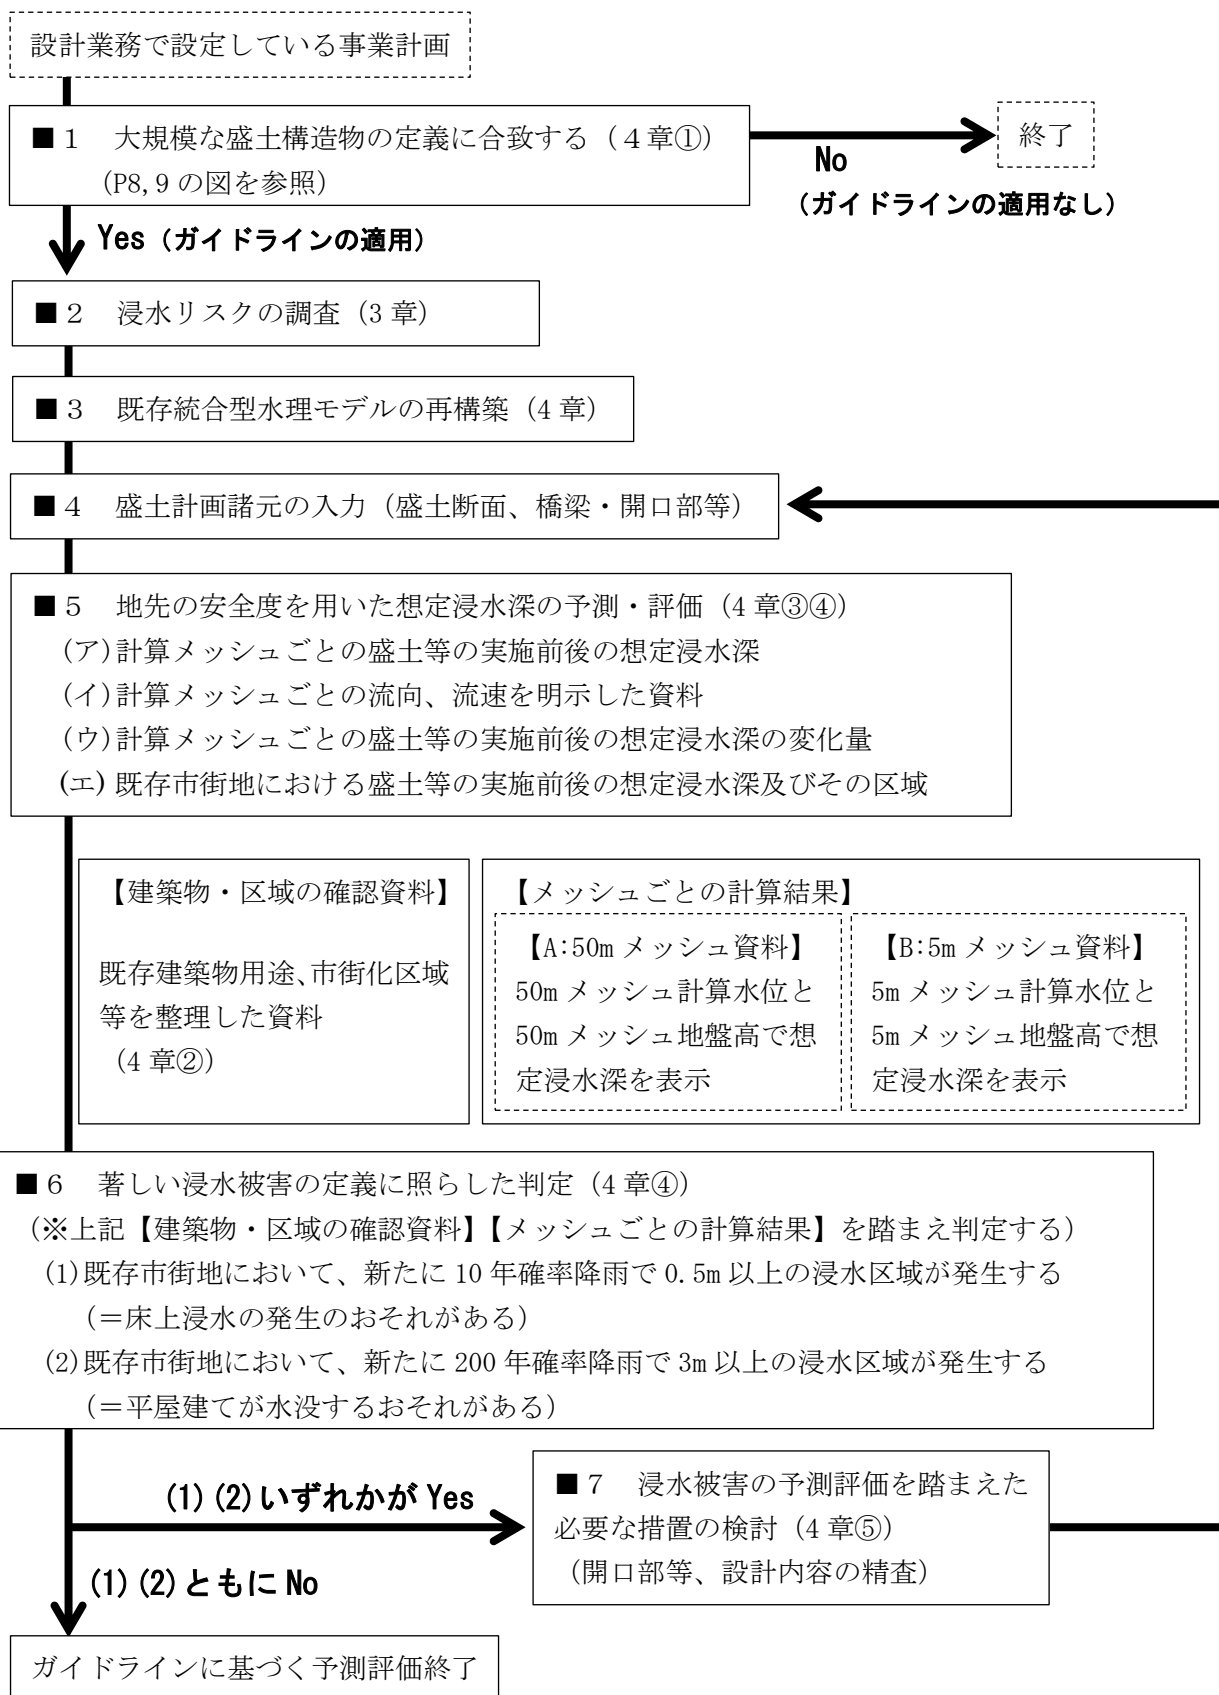 設計業務で設定している事業計画
■１　大規模な盛土構造物の定義に合致する（４章①）
(P8,9 の図を参照)
終了
No
（ガイドラインの適用なし）
Yes（ガイドラインの適用）
■２　浸水リスクの調査（3 章）
■３　既存統合型水理モデルの再構築（4 章）
■４　盛土計画諸元の入力（盛土断面、橋梁・開口部等）
■５　地先の安全度を用いた想定浸水深の予測・評価（4 章③④）
(ア)計算メッシュごとの盛土等の実施前後の想定浸水深
(イ)計算メッシュごとの流向、流速を明示した資料
(ウ)計算メッシュごとの盛土等の実施前後の想定浸水深の変化量
(エ)既存市街地における盛土等の実施前後の想定浸水深及びその区域
【建築物・区域の確認資料】
既存建築物用途、市街化区域
等を整理した資料
（4 章②）
【メッシュごとの計算結果】
【A:50m メッシュ資料】
50m メッシュ計算水位と
50m メッシュ地盤高で想
定浸水深を表示
【B:5m メッシュ資料】
5m メッシュ計算水位と
5m メッシュ地盤高で想
定浸水深を表示
■６　著しい浸水被害の定義に照らした判定（4 章④）
（※上記【建築物・区域の確認資料】【メッシュごとの計算結果】を踏まえ判定する）
(1)既存市街地において、新たに 10 年確率降雨で 0.5m 以上の浸水区域が発生する
（＝床上浸水の発生のおそれがある）
(2)既存市街地において、新たに 200 年確率降雨で 3m 以上の浸水区域が発生する
（＝平屋建てが水没するおそれがある）
(1)(2)いずれかが Yes
■７　浸水被害の予測評価を踏まえた
必要な措置の検討（4 章⑤）
（開口部等、設計内容の精査）
(1)(2)ともに No
ガイドラインに基づく予測評価終了